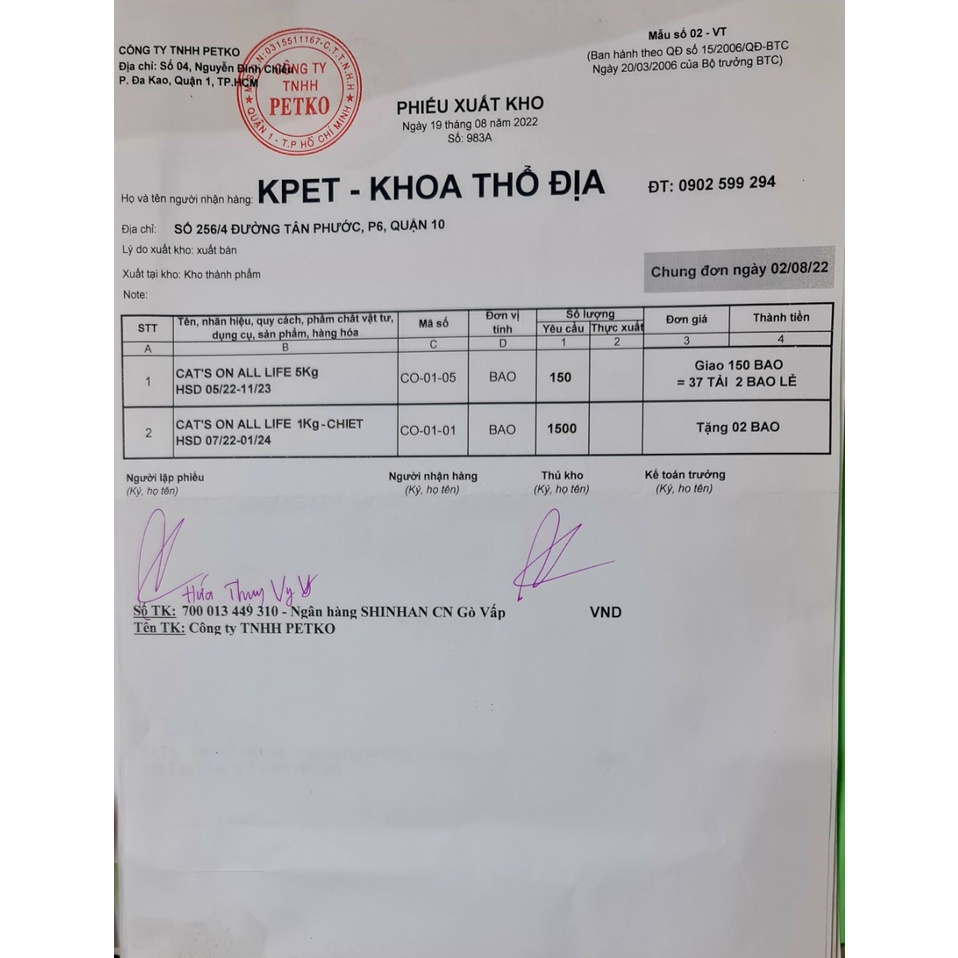 CÔNG TY TNHH PETKO
Địa chỉ: Số 04, Nguyễn Đình Chiểu
P. Đa Kao, Quận 1, TP.HCM
M.S.D.N:0315511167-C.T.T.N.H.H
CÔNG TY
TNHH
PETKO
QUẬN 1 - T.P HỒ CHÍ MINH
Mẫu số 02 - VT
(Ban hành theo QĐ số 15/2006/QĐ-BTC
Ngày 20/03/2006 của Bộ trưởng BTC)
PHIẾU XUẤT KHO
Ngày 19 tháng 08 năm 2022
Số: 983A
Họ và tên người nhận hàng: KPET - KHOA THỔ ĐỊA ĐT: 0902 599 294
Địa chỉ: SỐ 256/4 ĐƯỜNG TÂN PHƯỚC, P6, QUẬN 10
Lý do xuất kho: xuất bán
Xuất tại kho: Kho thành phẩm
Chung đơn ngày 02/08/22
Note:
STT Tên, nhãn hiệu, quy cách, phẩm chất vật tư, dụng cụ, sản phẩm, hàng hóa Mã số Đơn vị tính Số lượng Đơn giá Thành tiền
Yêu cầu Thực xuất
A B C D 1 2 3 4
1 CAT'S ON ALL LIFE 5Kg CO-01-05 BAO 150 Giao 150 BAO
HSD 05/22-11/23 = 37 TẢI 2 BAO LẺ
2 CAT'S ON ALL LIFE 1Kg-CHIET CO-01-01 BAO 1500 Tặng 02 BAO
HSD 07/22-01/24
Người lập phiếu Người nhận hàng Thủ kho Kế toán trưởng
(Ký, họ tên) (Ký, họ tên) (Ký, họ tên) (Ký, ho tên)
Hứa Thuy Vy
Số TK: 700 013 449 310 - Ngân hàng SHINHAN CN Gò Vấp VND
Tên TK: Công ty TNHH PETKO